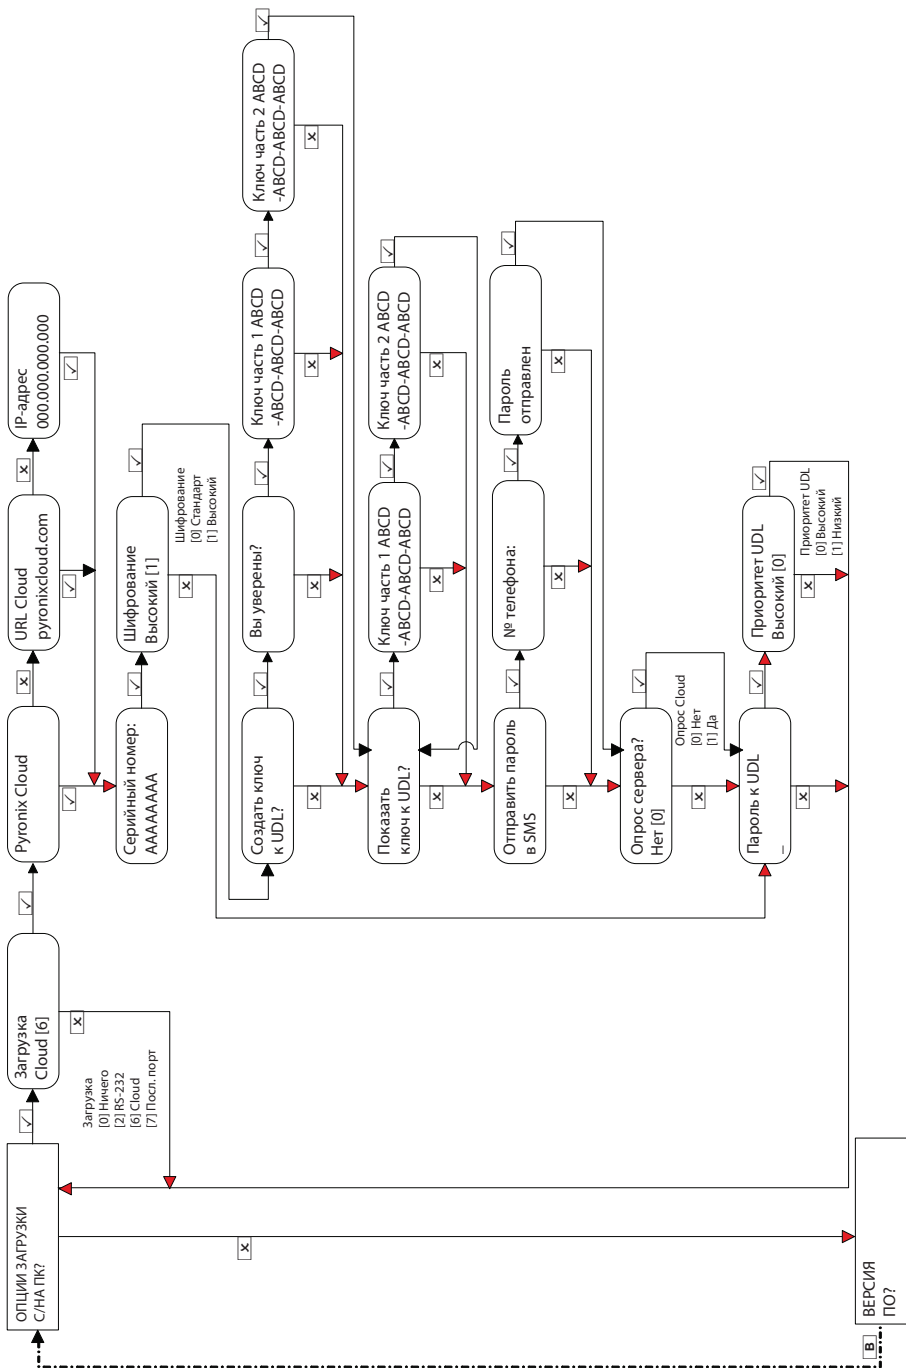 ОПЦИИ ЗАГРУЗКИ
С/НА ПК?
Загрузка
Cloud [6]
Pyronix Cloud
URL Cloud
pyronixcloud.com
IP-адрес
000.000.000.000
Загрузка
[0] Ничего
[2] RS-232
[6] Cloud
[7] Посл. порт
Серийный номер:
AAAAAAAA
Шифрование
Высокий [1]
Шифрование
[0] Стандарт
[1] Высокий
Создать ключ
к UDL?
Вы уверены?
Ключ часть 1 ABCD
-ABCD-ABCD-ABCD
Ключ часть 2 ABCD
-ABCD-ABCD-ABCD
Показать
ключ к UDL?
Ключ часть 1 ABCD
-ABCD-ABCD-ABCD
Ключ часть 2 ABCD
-ABCD-ABCD-ABCD
Отправить пароль
в SMS
№ телефона:
Пароль
отправлен
Опрос сервера?
Нет [0]
Опрос Cloud
[0] Нет
[1] Да
Пароль к UDL
_
Приоритет UDL
Высокий [0]
Приоритет UDL
[0] Высокий
[1] Низкий
ВЕРСИЯ
ПО?
B